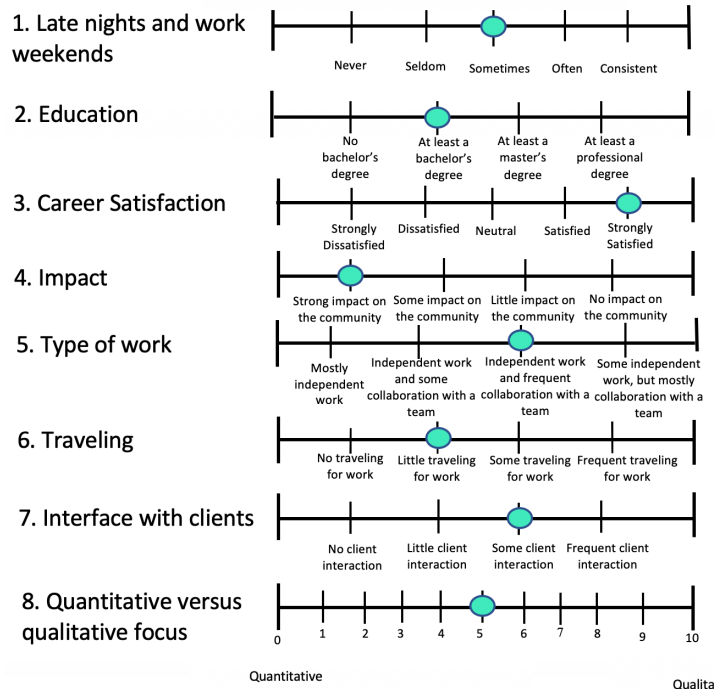 1. Late nights and work
weekends
Never Seldom Sometimes Often Consistent
2. Education
No
bachelor's
degree
At least a
bachelor's
degree
At least a
master's
degree
At least a
professional
degree
3. Career Satisfaction
Strongly
Dissatisfied
Dissatisfied
Neutral
Satisfied
Strongly
Satisfied
4. Impact
Strong impact on
the community
Some impact on
the community
Little impact on
the community
No impact on
the community
5. Type of work
Mostly
independent
work
Independent work
and some
collaboration with a
team
Independent work
and frequent
collaboration with a
team
Some independent
work, but mostly
collaboration with a
team
6. Traveling
No traveling
for work
Little traveling
for work
Some traveling
for work
Frequent traveling
for work
7. Interface with clients
No client
interaction
Little client
interaction
Some client
interaction
Frequent client
interaction
8. Quantitative versus
qualitative focus
0 1 2 3 4 5 6 7 8 9 10
Quantitative
Qualita